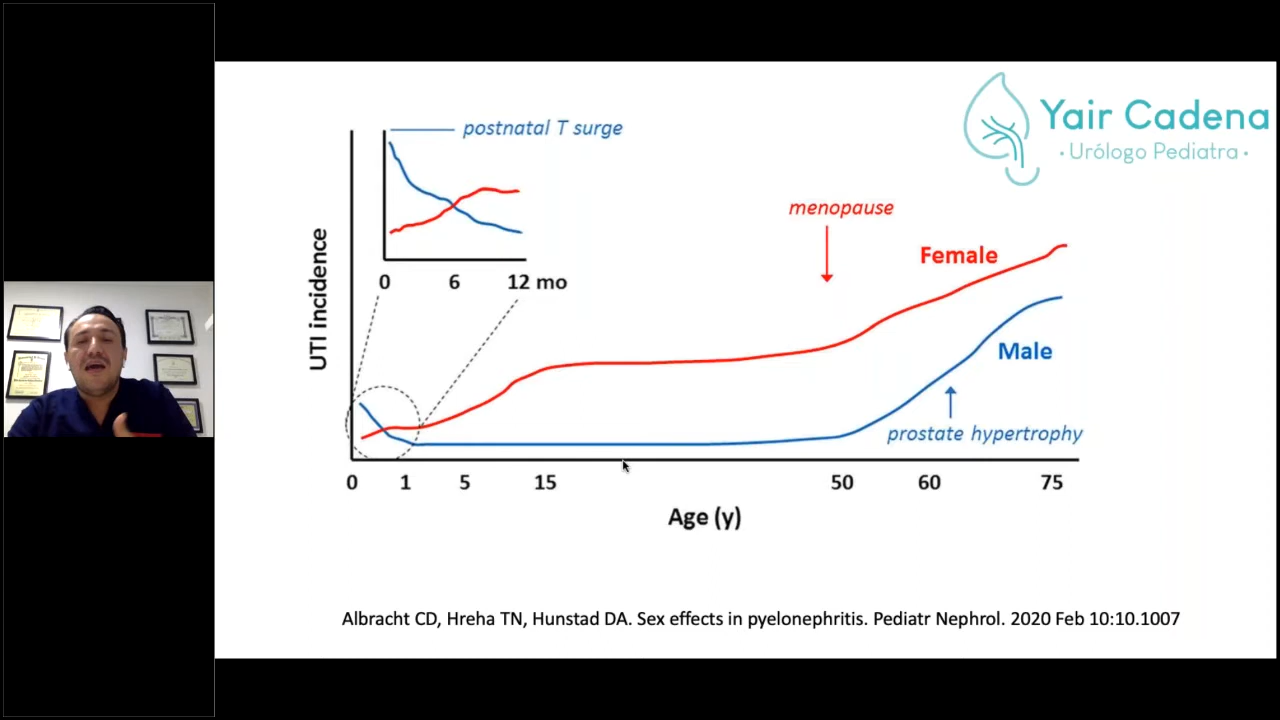 Yair Cadena
·Urólogo Pediatra·
postnatal T surge
menopause
Female
UTI incidence
0 6 12 mo
Male
prostate hypertrophy
0 1 5 15 50 60 75
Age (y)
Albracht CD, Hreha TN, Hunstad DA. Sex effects in pyelonephritis. Pediatr Nephrol. 2020 Feb 10:10.1007